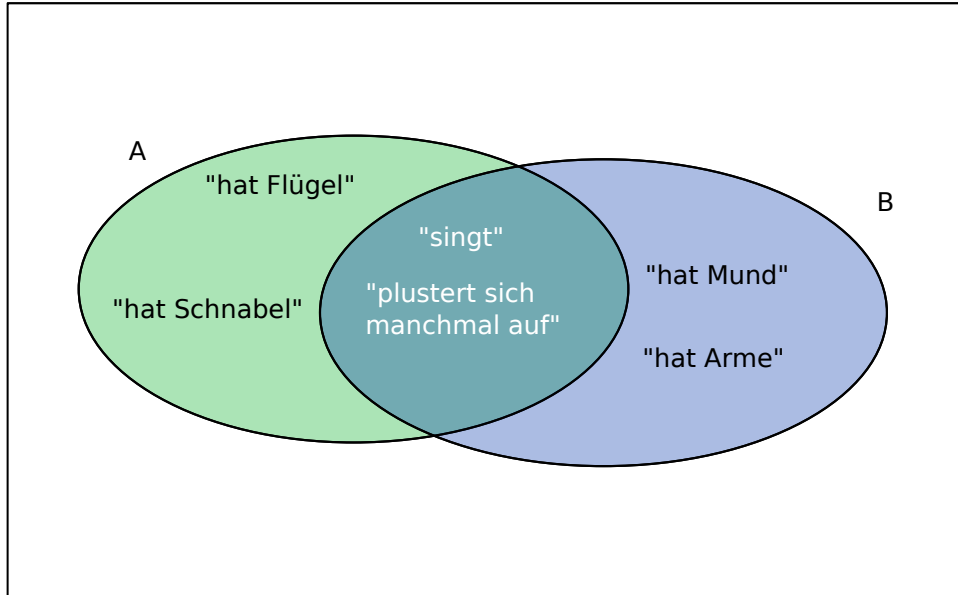 A
"hat Flügel"
B
"singt"
"hat Mund"
"plustert sich
manchmal auf"
"hat Schnabel"
"hat Arme"